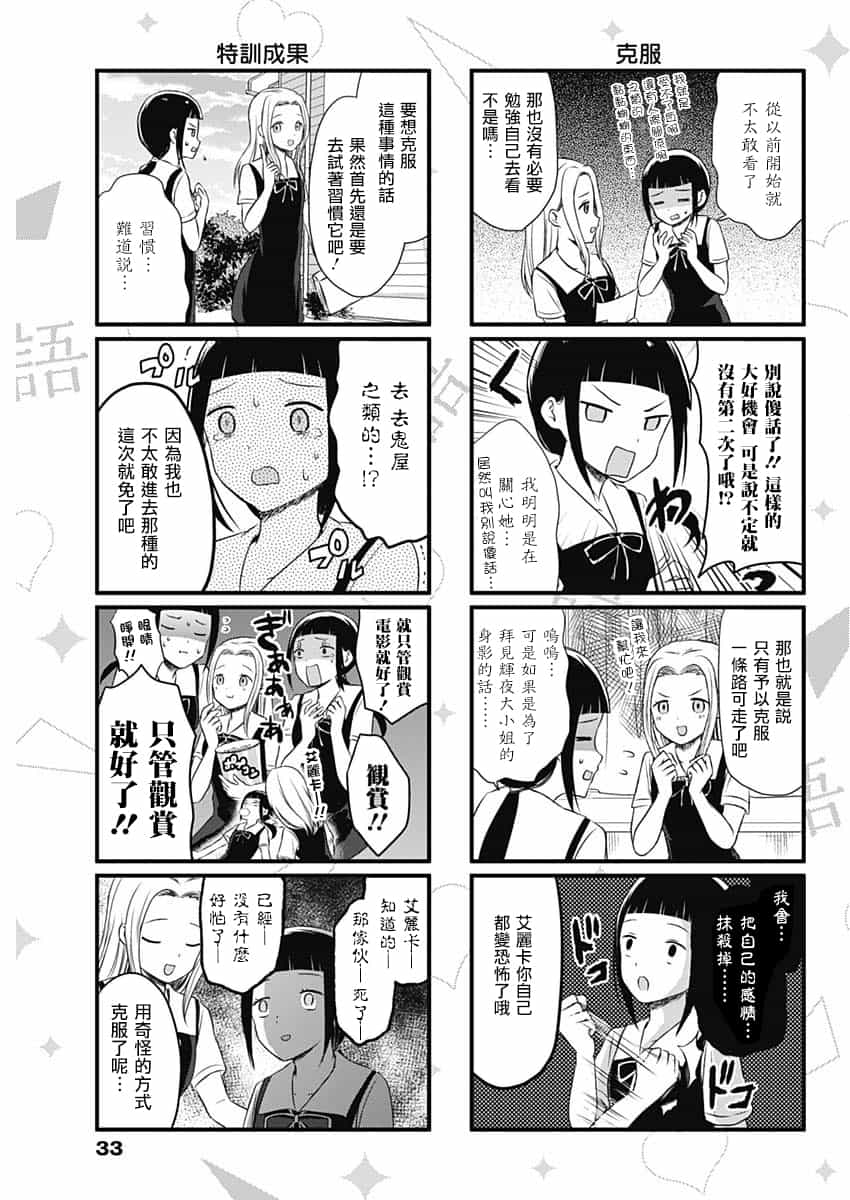 克服
從以前開始就
不太敢看了
我就是
那也沒有必要
勉強自己去看
不是嗎…
別說傻話了!! 這樣的
大好機會 可是說不定就
沒有第二次了哦!?
我明明是在
關心她…
居然叫我別說傻話…
那也就是說
只有予以克服
一條路可走了吧
讓我來
幫忙吧!!
嗚嗚…
可是如果是為了
拜見輝夜大小姐的
身影的話……
我會…
把自己的感情…
抹殺掉……
艾麗卡你自己
都變恐怖了哦
ドドド
特訓成果
要想克服
這種事情的話
果然首先還是要
去試著習慣它吧!
習慣…
難道說…
去 去鬼屋
之類的…!?
因為我也
不太敢進去那種的
這次就免了吧
就只管觀賞
電影就好了!
觀賞!!
ぎぁぁぁぁ
艾麗卡—!!
眼睛
睜開!!
只管觀賞
就好了!!
艾麗卡—
知道的—
那傢伙—死了—
已經—
沒有什麼
好怕了—
用奇怪的方式
克服了呢…
33
語